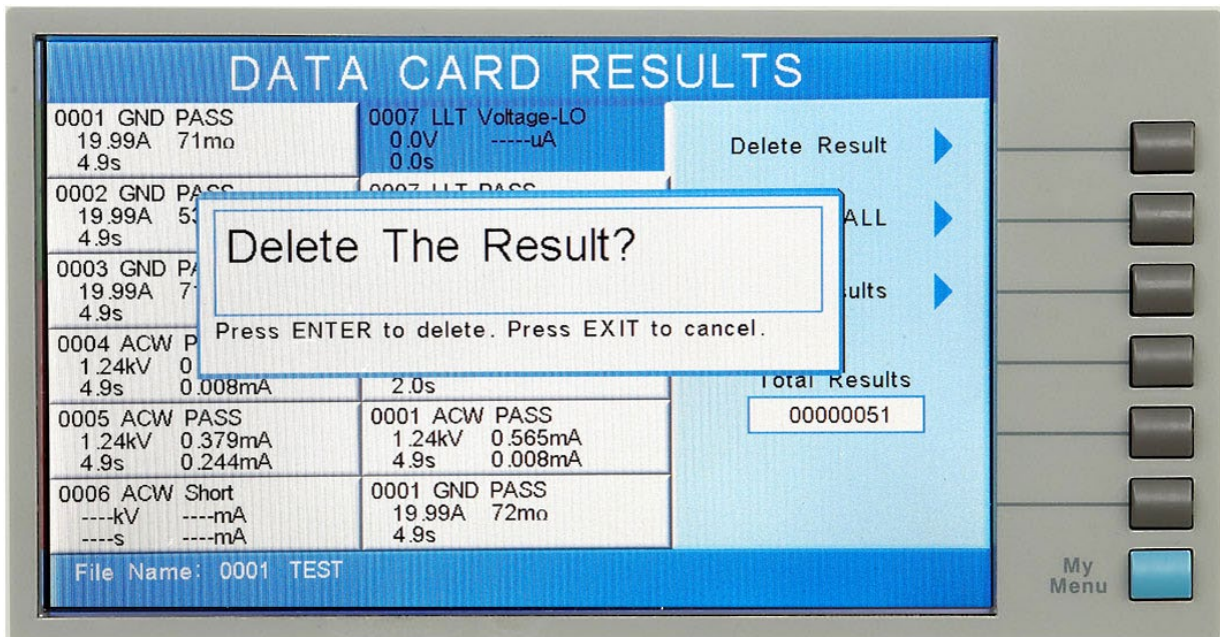 DATA CARD RESULTS
0001 GND PASS
19.99A 71mΩ
4.9s
0002 GND PASS
19.99A
4.9s
0003 GND
19.99A
4.9s
0004 ACW
1.24kV
4.9s 0.008mA
0005 ACW PASS
1.24kV 0.379mA
4.9s 0.244mA
0006 ACW Short
----kV ----mA
----s ----mA
0007 LLT Voltage-LO
0.0V -----uA
0.0s
0007 LLT PASS
2.0s
0001 ACW PASS
1.24kV 0.565mA
4.9s 0.008mA
0001 GND PASS
19.99A 72mΩ
4.9s
Delete The Result?
Press ENTER to delete. Press EXIT to cancel.
Delete Result
ALL
Total Results
00000051
File Name: 0001 TEST
My
Menu